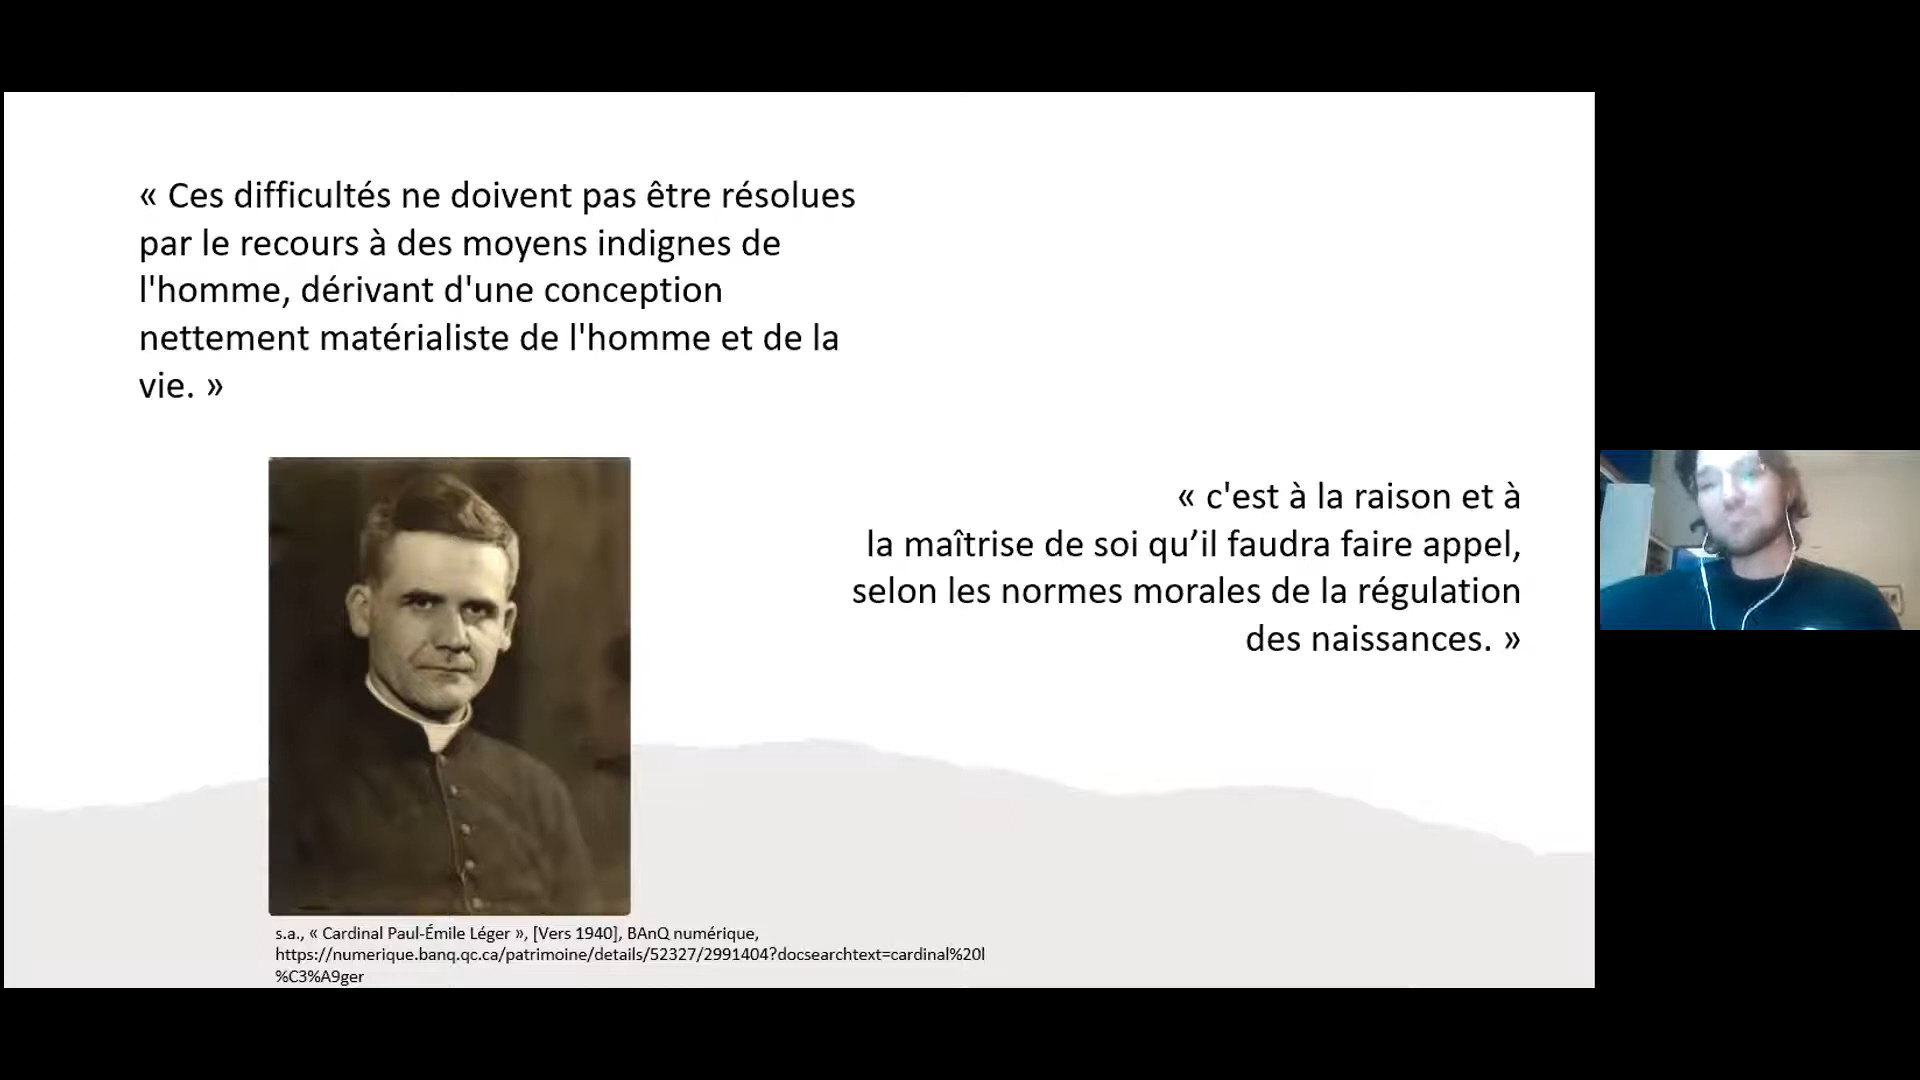 « Ces difficultés ne doivent pas être résolues
par le recours à des moyens indignes de
l'homme, dérivant d'une conception
nettement matérialiste de l'homme et de la
vie. »
« c'est à la raison et à
la maîtrise de soi qu’il faudra faire appel,
selon les normes morales de la régulation
des naissances. »
s.a., « Cardinal Paul-Émile Léger », [Vers 1940], BAnQ numérique,
https://numerique.banq.qc.ca/patrimoine/details/52327/2991404?docsearchtext=cardinal%20l
%C3%A9ger